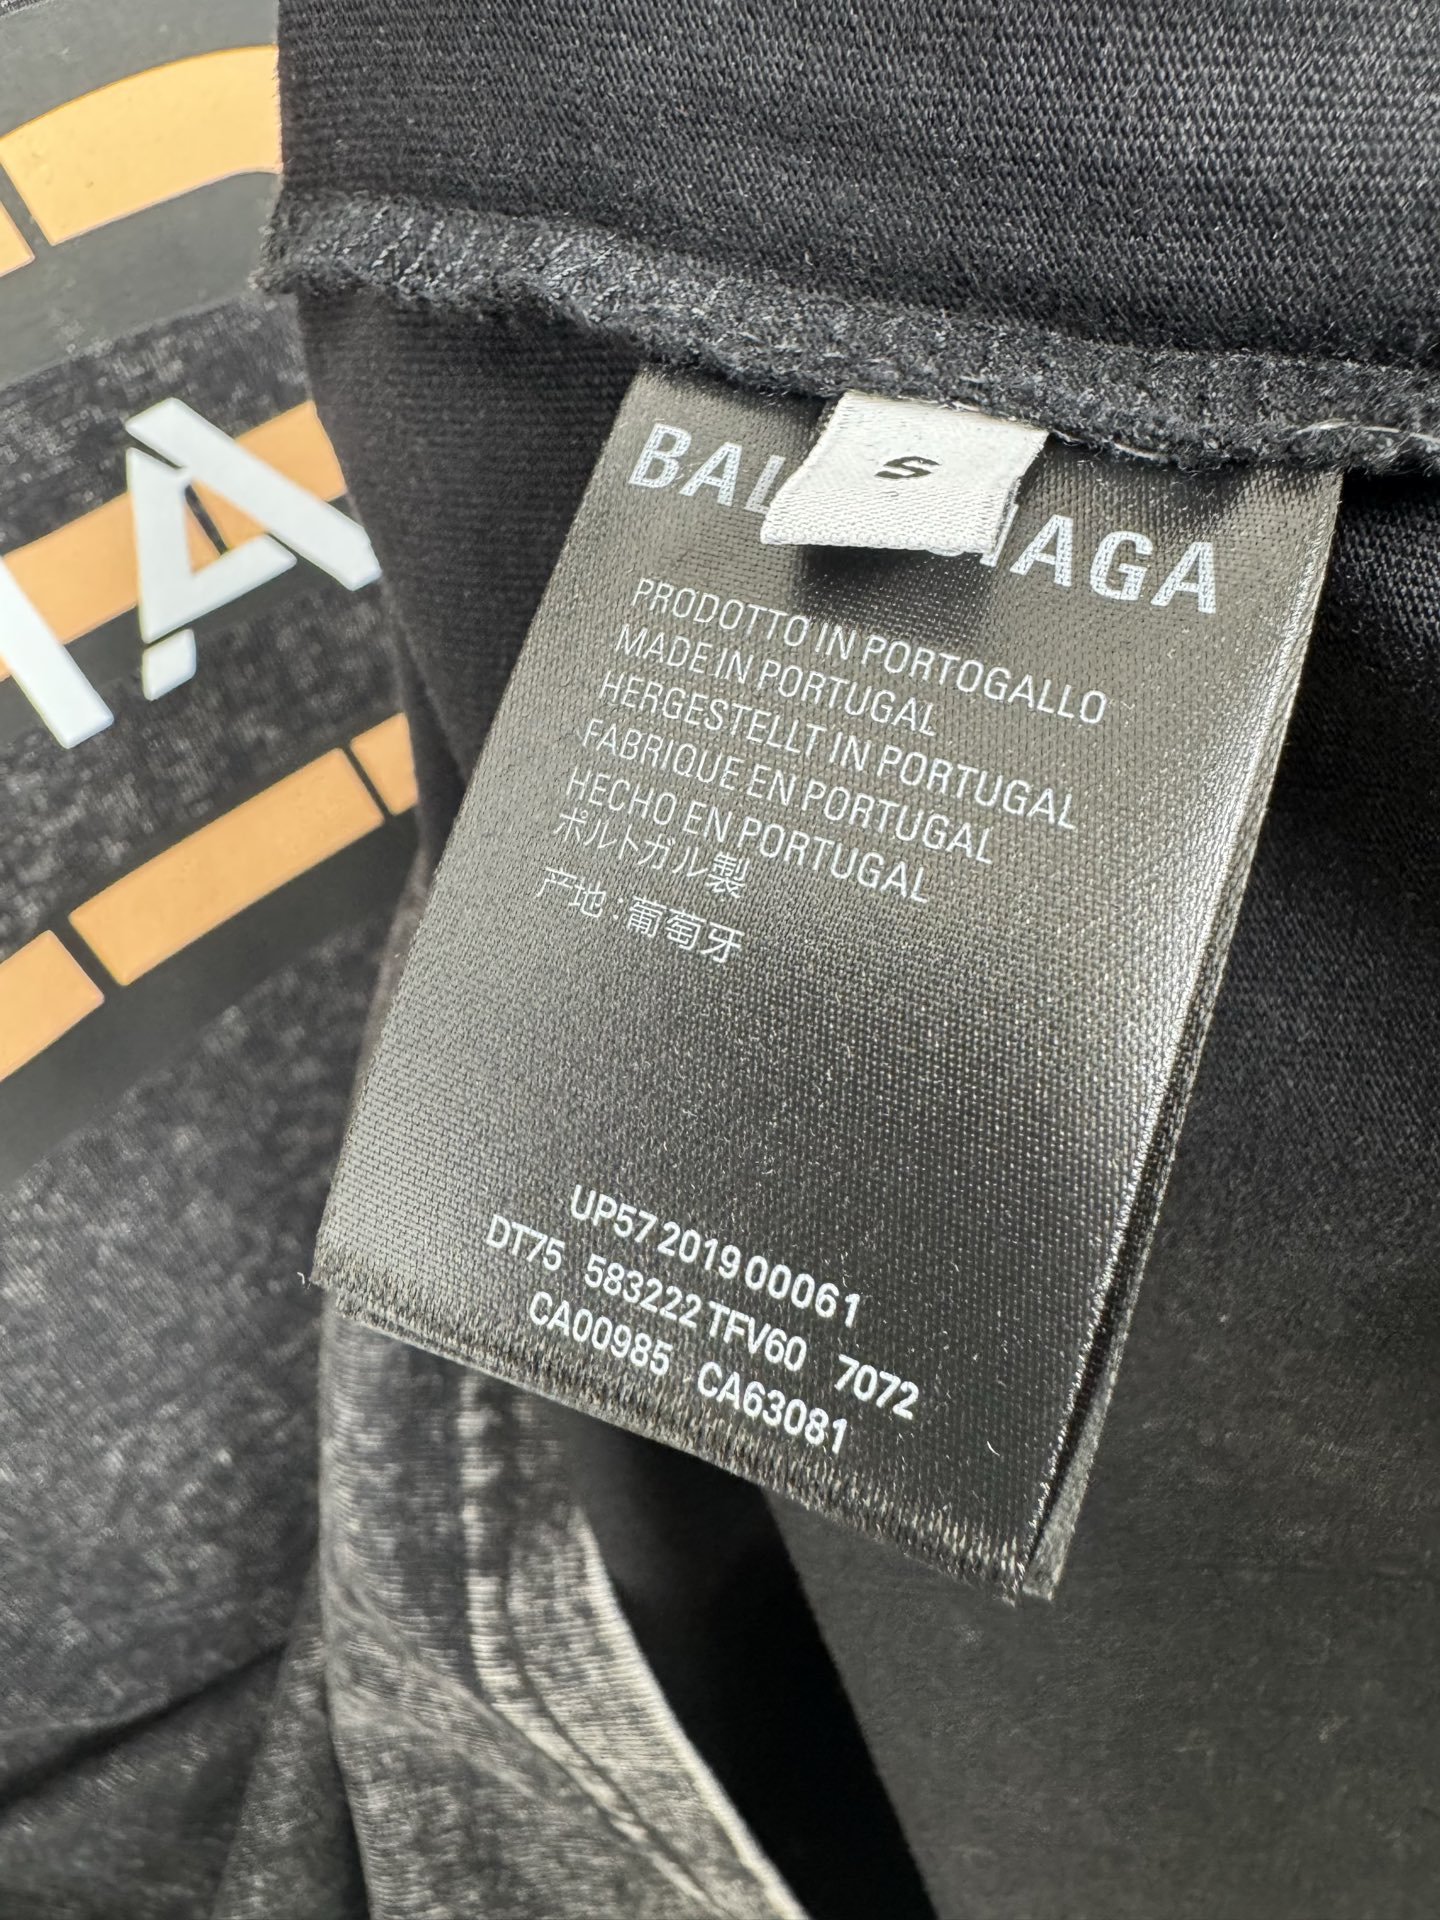 S
PRODOTTO IN PORTOGALLO
MADE IN PORTUGAL
HERGESTELLT IN PORTUGAL
FABRIQUE EN PORTUGAL
HECHO EN PORTUGAL
ポルトガル製
产地:葡萄牙
UP57 2019 00061
DT75 583222 TFV60 7072
CA00985 CA63081